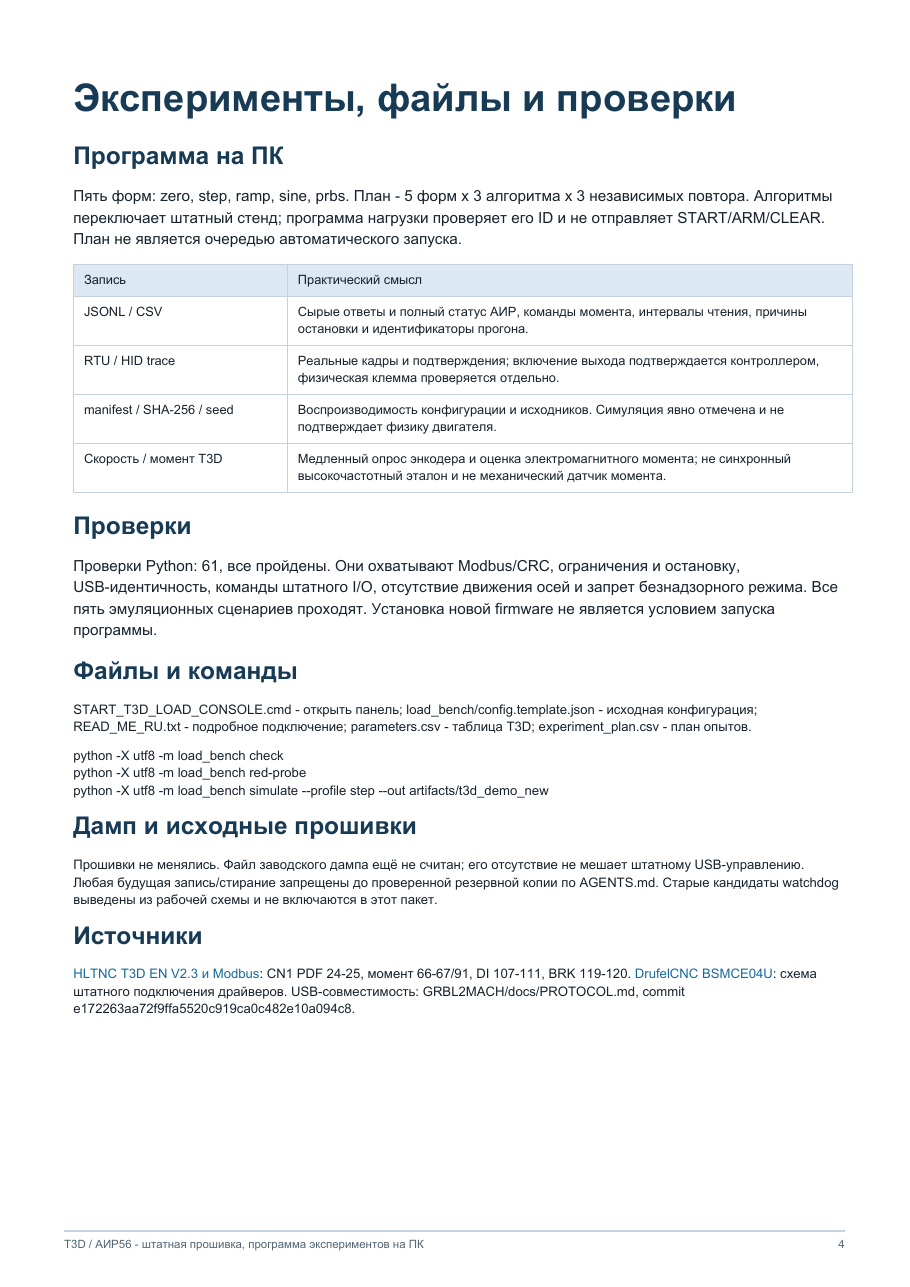 Эксперименты, файлы и проверки
Программа на ПК
Пять форм: zero, step, ramp, sine, prbs. План - 5 форм x 3 алгоритма x 3 независимых повтора. Алгоритмы
переключает штатный стенд; программа нагрузки проверяет его ID и не отправляет START/ARM/CLEAR.
План не является очередью автоматического запуска.
Запись
Практический смысл
JSONL / CSV
Сырые ответы и полный статус АИР, команды момента, интервалы чтения, причины
остановки и идентификаторы прогона.
RTU / HID trace
Реальные кадры и подтверждения; включение выхода подтверждается контроллером,
физическая клемма проверяется отдельно.
manifest / SHA-256 / seed
Воспроизводимость конфигурации и исходников. Симуляция явно отмечена и не
подтверждает физику двигателя.
Скорость / момент T3D
Медленный опрос энкодера и оценка электромагнитного момента; не синхронный
высокочастотный эталон и не механический датчик момента.
Проверки
Проверки Python: 61, все пройдены. Они охватывают Modbus/CRC, ограничения и остановку,
USB-идентичность, команды штатного I/O, отсутствие движения осей и запрет безнадзорного режима. Все
пять эмуляционных сценариев проходят. Установка новой firmware не является условием запуска
программы.
Файлы и команды
START_T3D_LOAD_CONSOLE.cmd - открыть панель; load_bench/config.template.json - исходная конфигурация;
READ_ME_RU.txt - подробное подключение; parameters.csv - таблица T3D; experiment_plan.csv - план опытов.
python -X utf8 -m load_bench check
python -X utf8 -m load_bench red-probe
python -X utf8 -m load_bench simulate --profile step --out artifacts/t3d_demo_new
Дамп и исходные прошивки
Прошивки не менялись. Файл заводского дампа ещё не считан; его отсутствие не мешает штатному USB-управлению.
Любая будущая запись/стирание запрещены до проверенной резервной копии по AGENTS.md. Старые кандидаты watchdog
выведены из рабочей схемы и не включаются в этот пакет.
Источники
HLTNC T3D EN V2.3 и Modbus: CN1 PDF 24-25, момент 66-67/91, DI 107-111, BRK 119-120. DrufelCNC BSMCE04U: схема
штатного подключения драйверов. USB-совместимость: GRBL2MACH/docs/PROTOCOL.md, commit
e172263aa72f9ffa5520c919ca0c482e10a094c8.
T3D / АИР56 - штатная прошивка, программа экспериментов на ПК
4